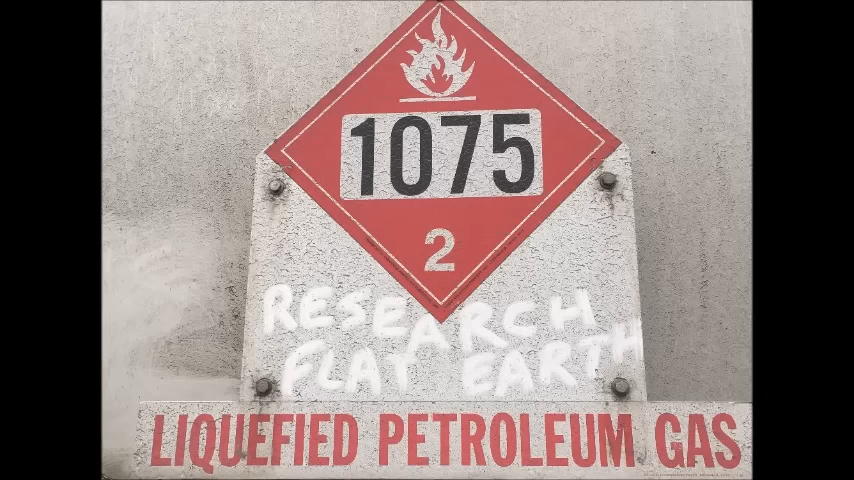 1075
2
RESEARCH
FLAT EARTH
LIQUEFIED PETROLEUM GAS